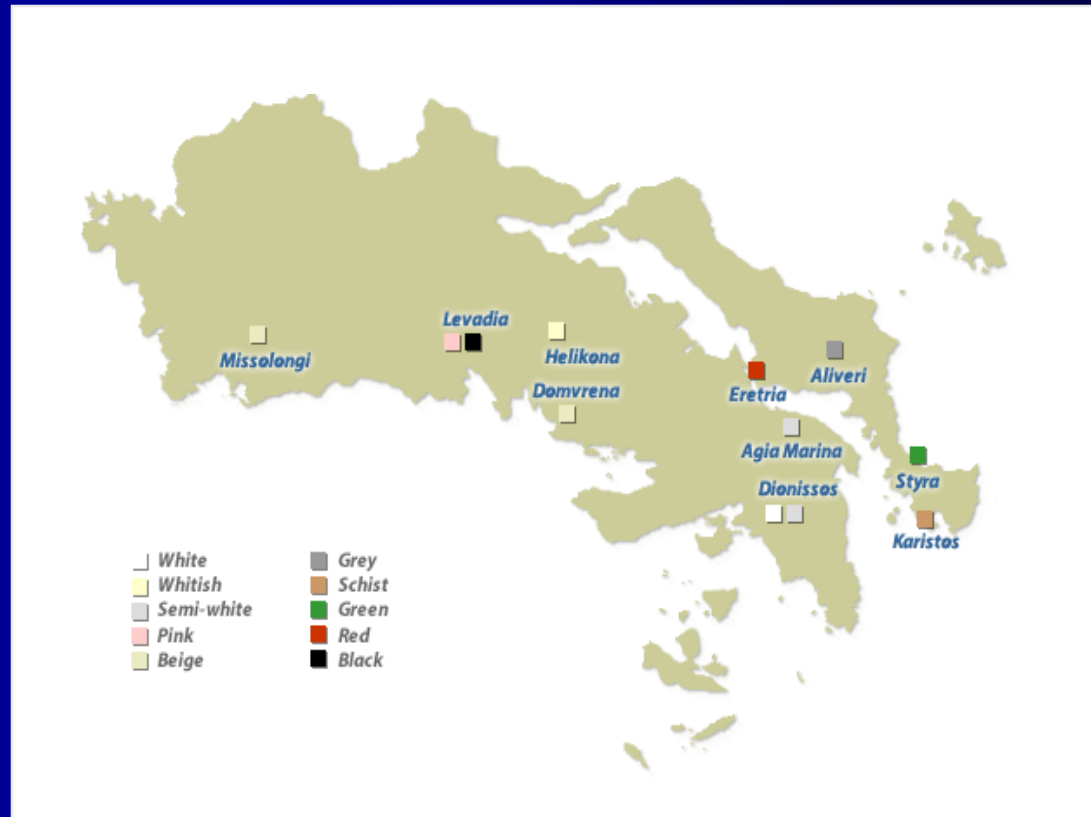 Levadia
Missolongi
Helikona
Domvrena
Aliveri
Eretria
Agia Marina
Styra
Dionissos
Karistos
White
Whitish
Semi-white
Pink
Beige
Grey
Schist
Green
Red
Black